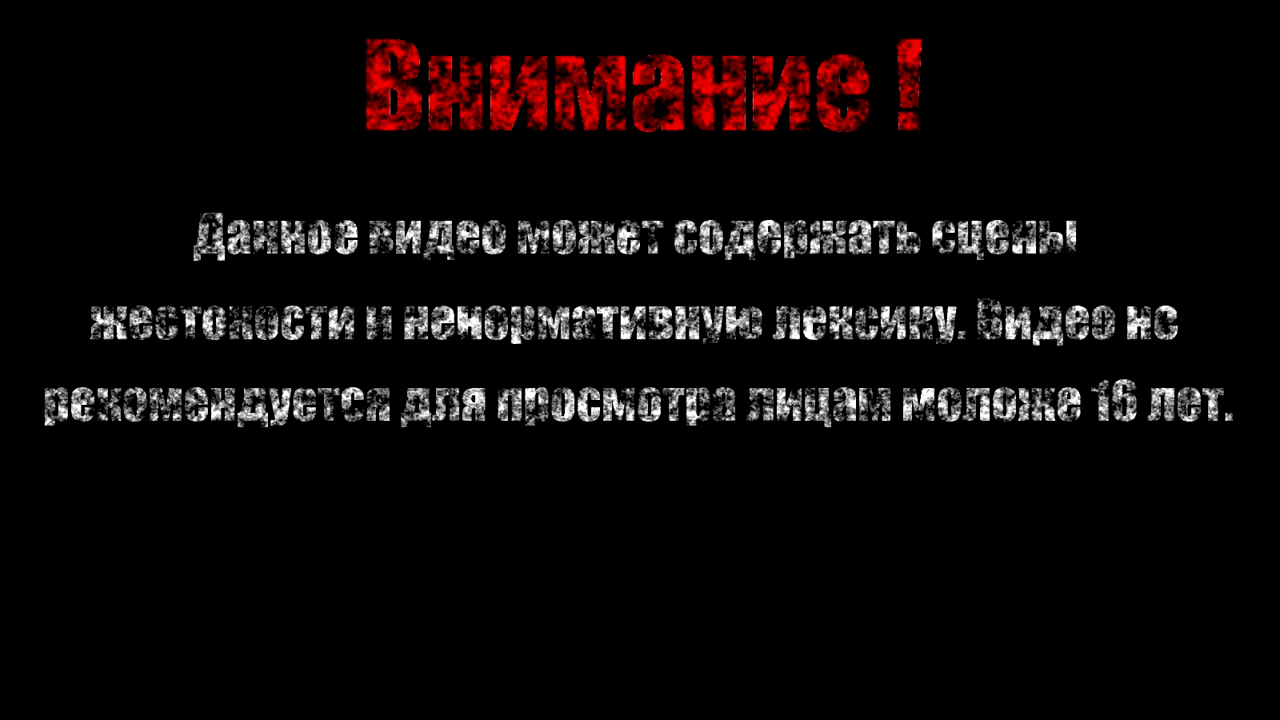 Внимание !
Данное видео может содержать сцены
жестокости и ненормативную лексику. Видео не
рекомендуется для просмотра лицам моложе 16 лет.